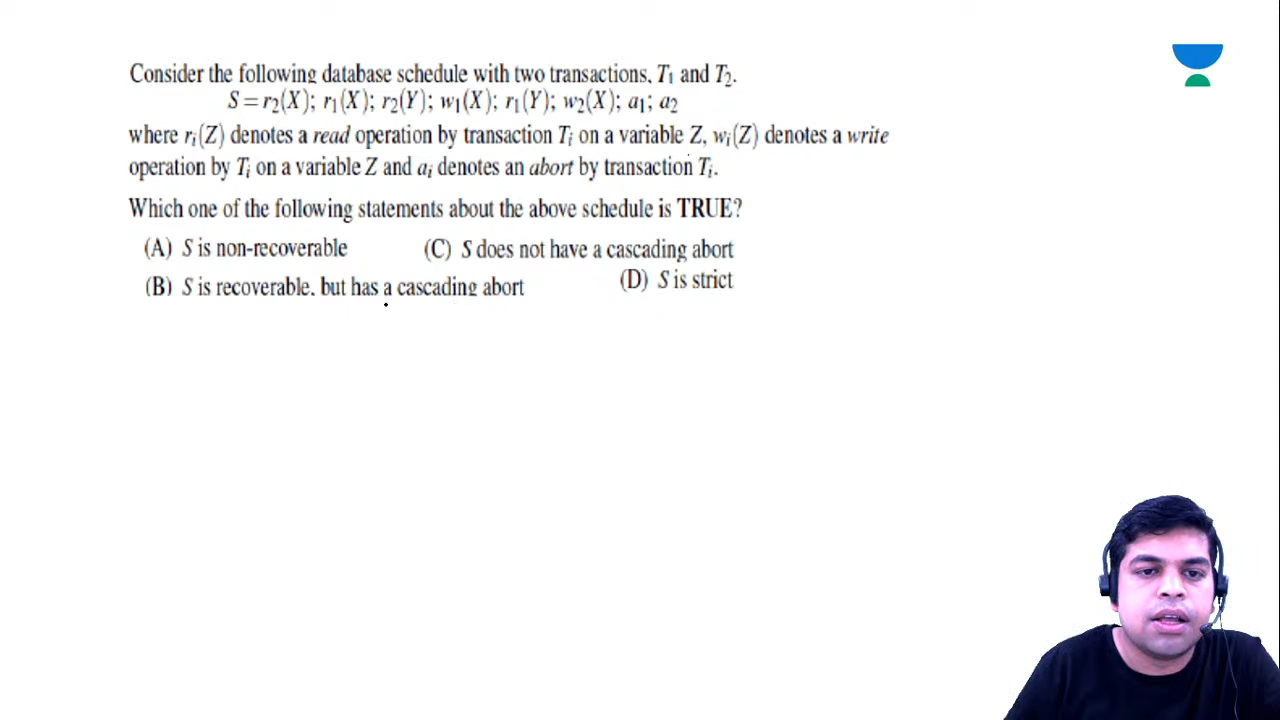 Consider the following database schedule with two transactions, T₁ and T₂.
S = r₂(X); r₁(X); r₂(Y); w₁(X); r₁(Y); w₂(X); a₁; a₂
where rᵢ(Z) denotes a read operation by transaction Tᵢ on a variable Z, wᵢ(Z) denotes a write
operation by Tᵢ on a variable Z and aᵢ denotes an abort by transaction Tᵢ.
Which one of the following statements about the above schedule is TRUE?
(A) S is non-recoverable
(C) S does not have a cascading abort
(B) S is recoverable, but has a cascading abort
(D) S is strict